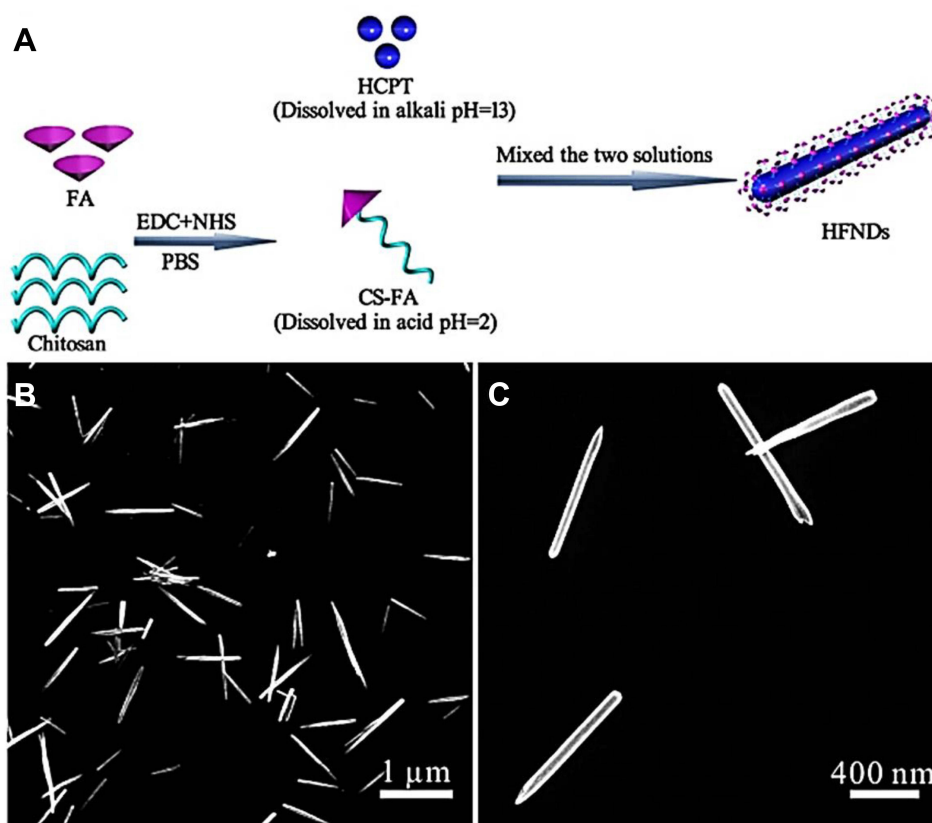 A
HCPT
(Dissolved in alkali pH=13)
FA
Mixed the two solutions
EDC+NHS
PBS
HFNDs
CS-FA
(Dissolved in acid pH=2)
Chitosan
B
C
1 µm
400 nm